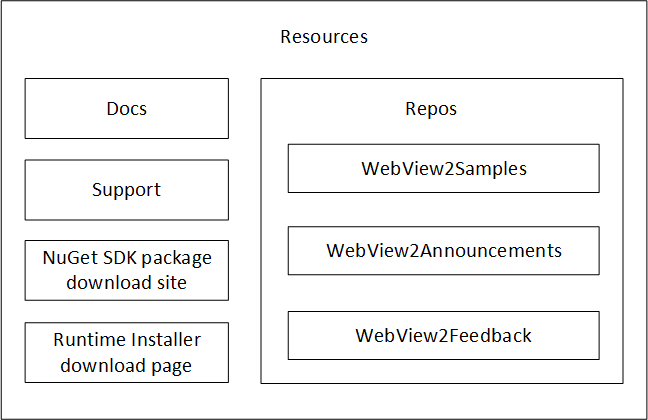 Resources
Docs
Support
NuGet SDK package
download site
Runtime Installer
download page
Repos
WebView2Samples
WebView2Announcements
WebView2Feedback